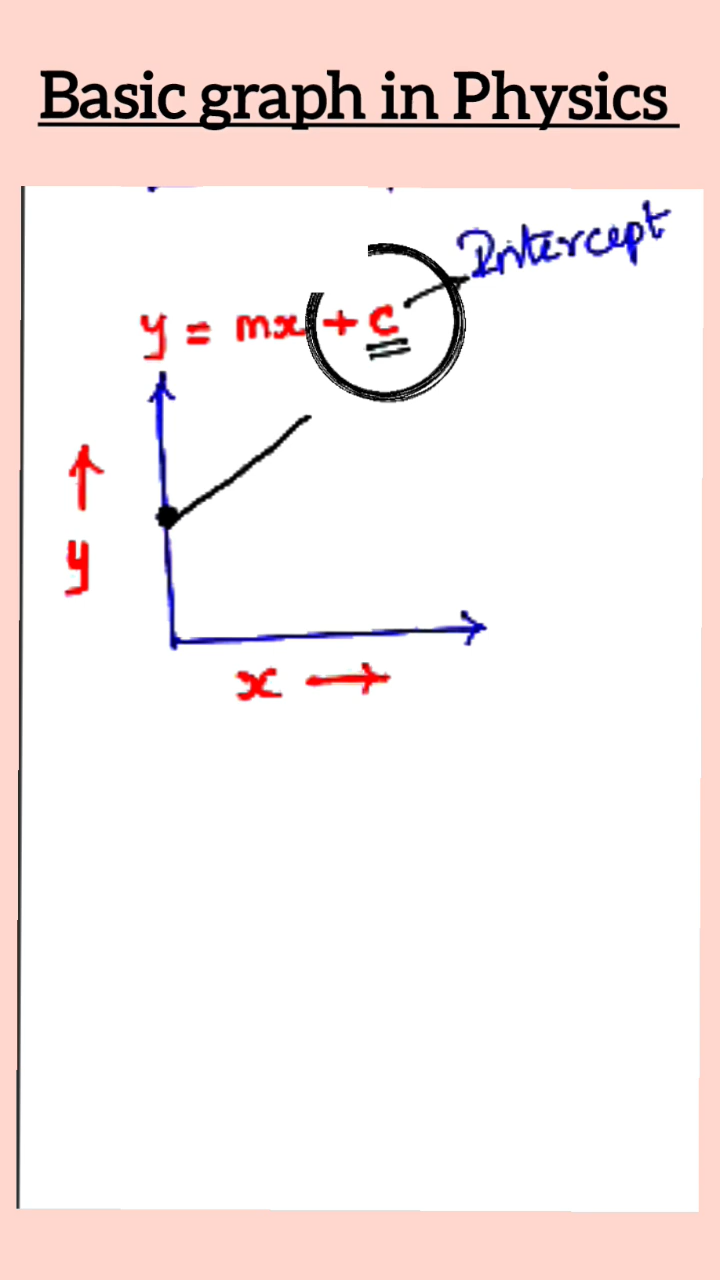 Basic graph in Physics
Intercept
y = mx + c
y
x